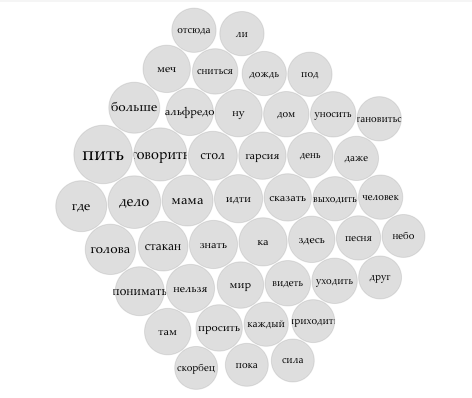 отсюда ли
меч сниться дождь под
больше альфредо ну дом уносить тановитьс
пить говорить стол гарсия день даже
где дело мама идти сказать выходить человек
голова стакан знать ка здесь песня небо
понимать нельзя мир видеть уходить друг
там просить каждый приходит
скорбец пока сила